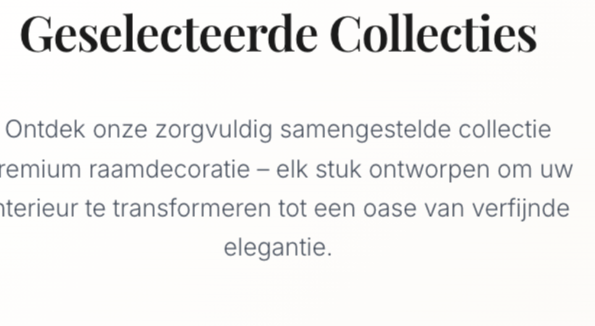 Geselecteerde Collecties
Ontdek onze zorgvuldig samengestelde collectie
remium raamdecoratie – elk stuk ontworpen om uw
nterieur te transformeren tot een oase van verfijnde
elegantie.